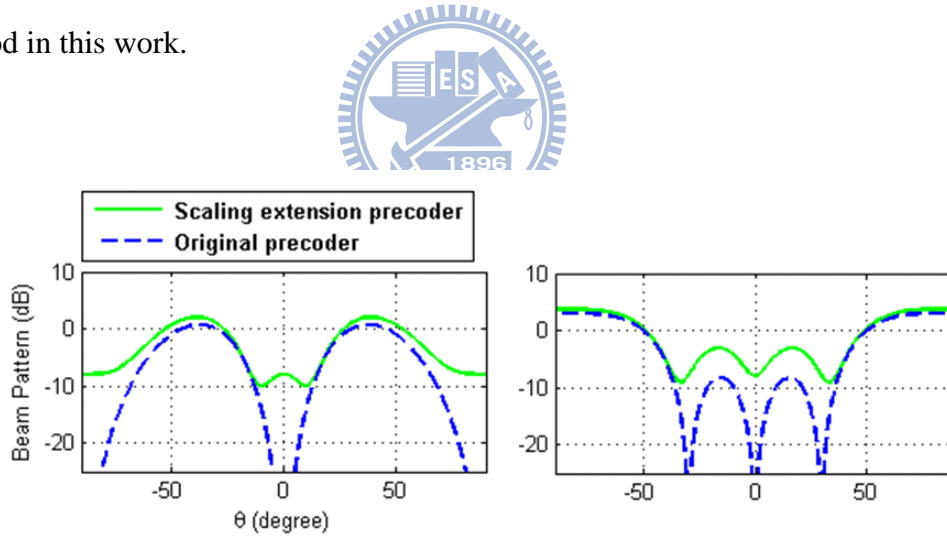 od in this work.
E S A
1896
Scaling extension precoder
Original precoder
10
0
-10
-20
Beam Pattern (dB)
-50 0 50
θ (degree)
10
0
-10
-20
-50 0 50